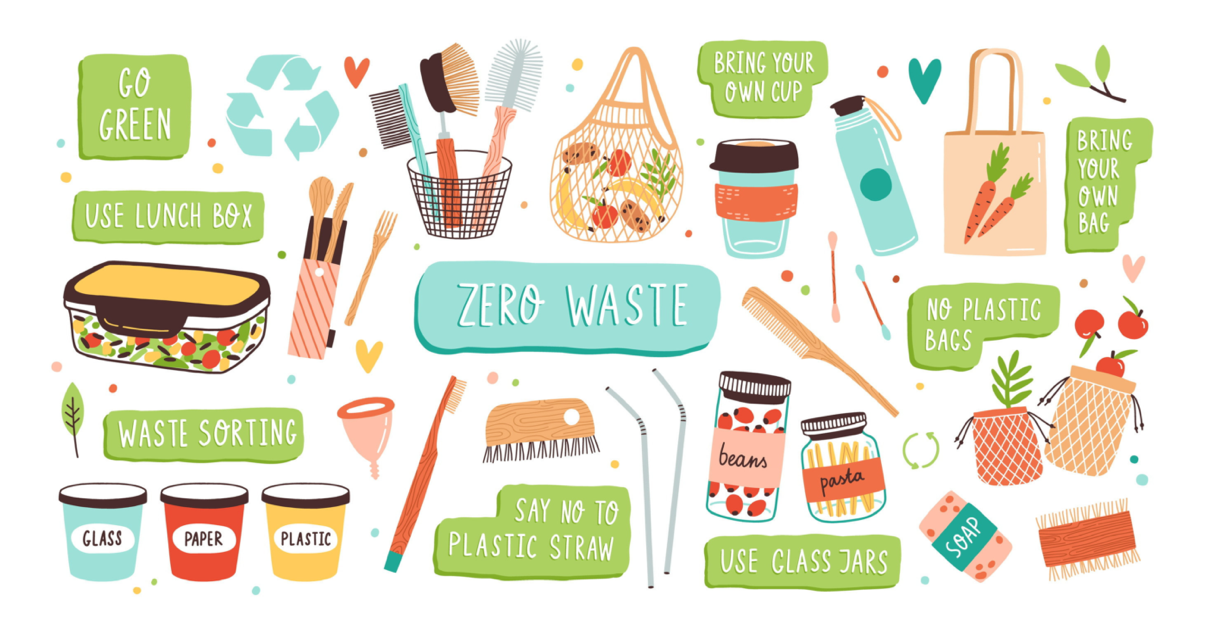 GO
GREEN
BRING YOUR
OWN CUP
BRING
YOUR
OWN
BAG
USE LUNCH BOX
ZERO WASTE
NO PLASTIC
BAGS
WASTE SORTING
beans
pasta
GLASS
PAPER
PLASTIC
SAY NO TO
PLASTIC STRAW
USE GLASS JARS
SOAP